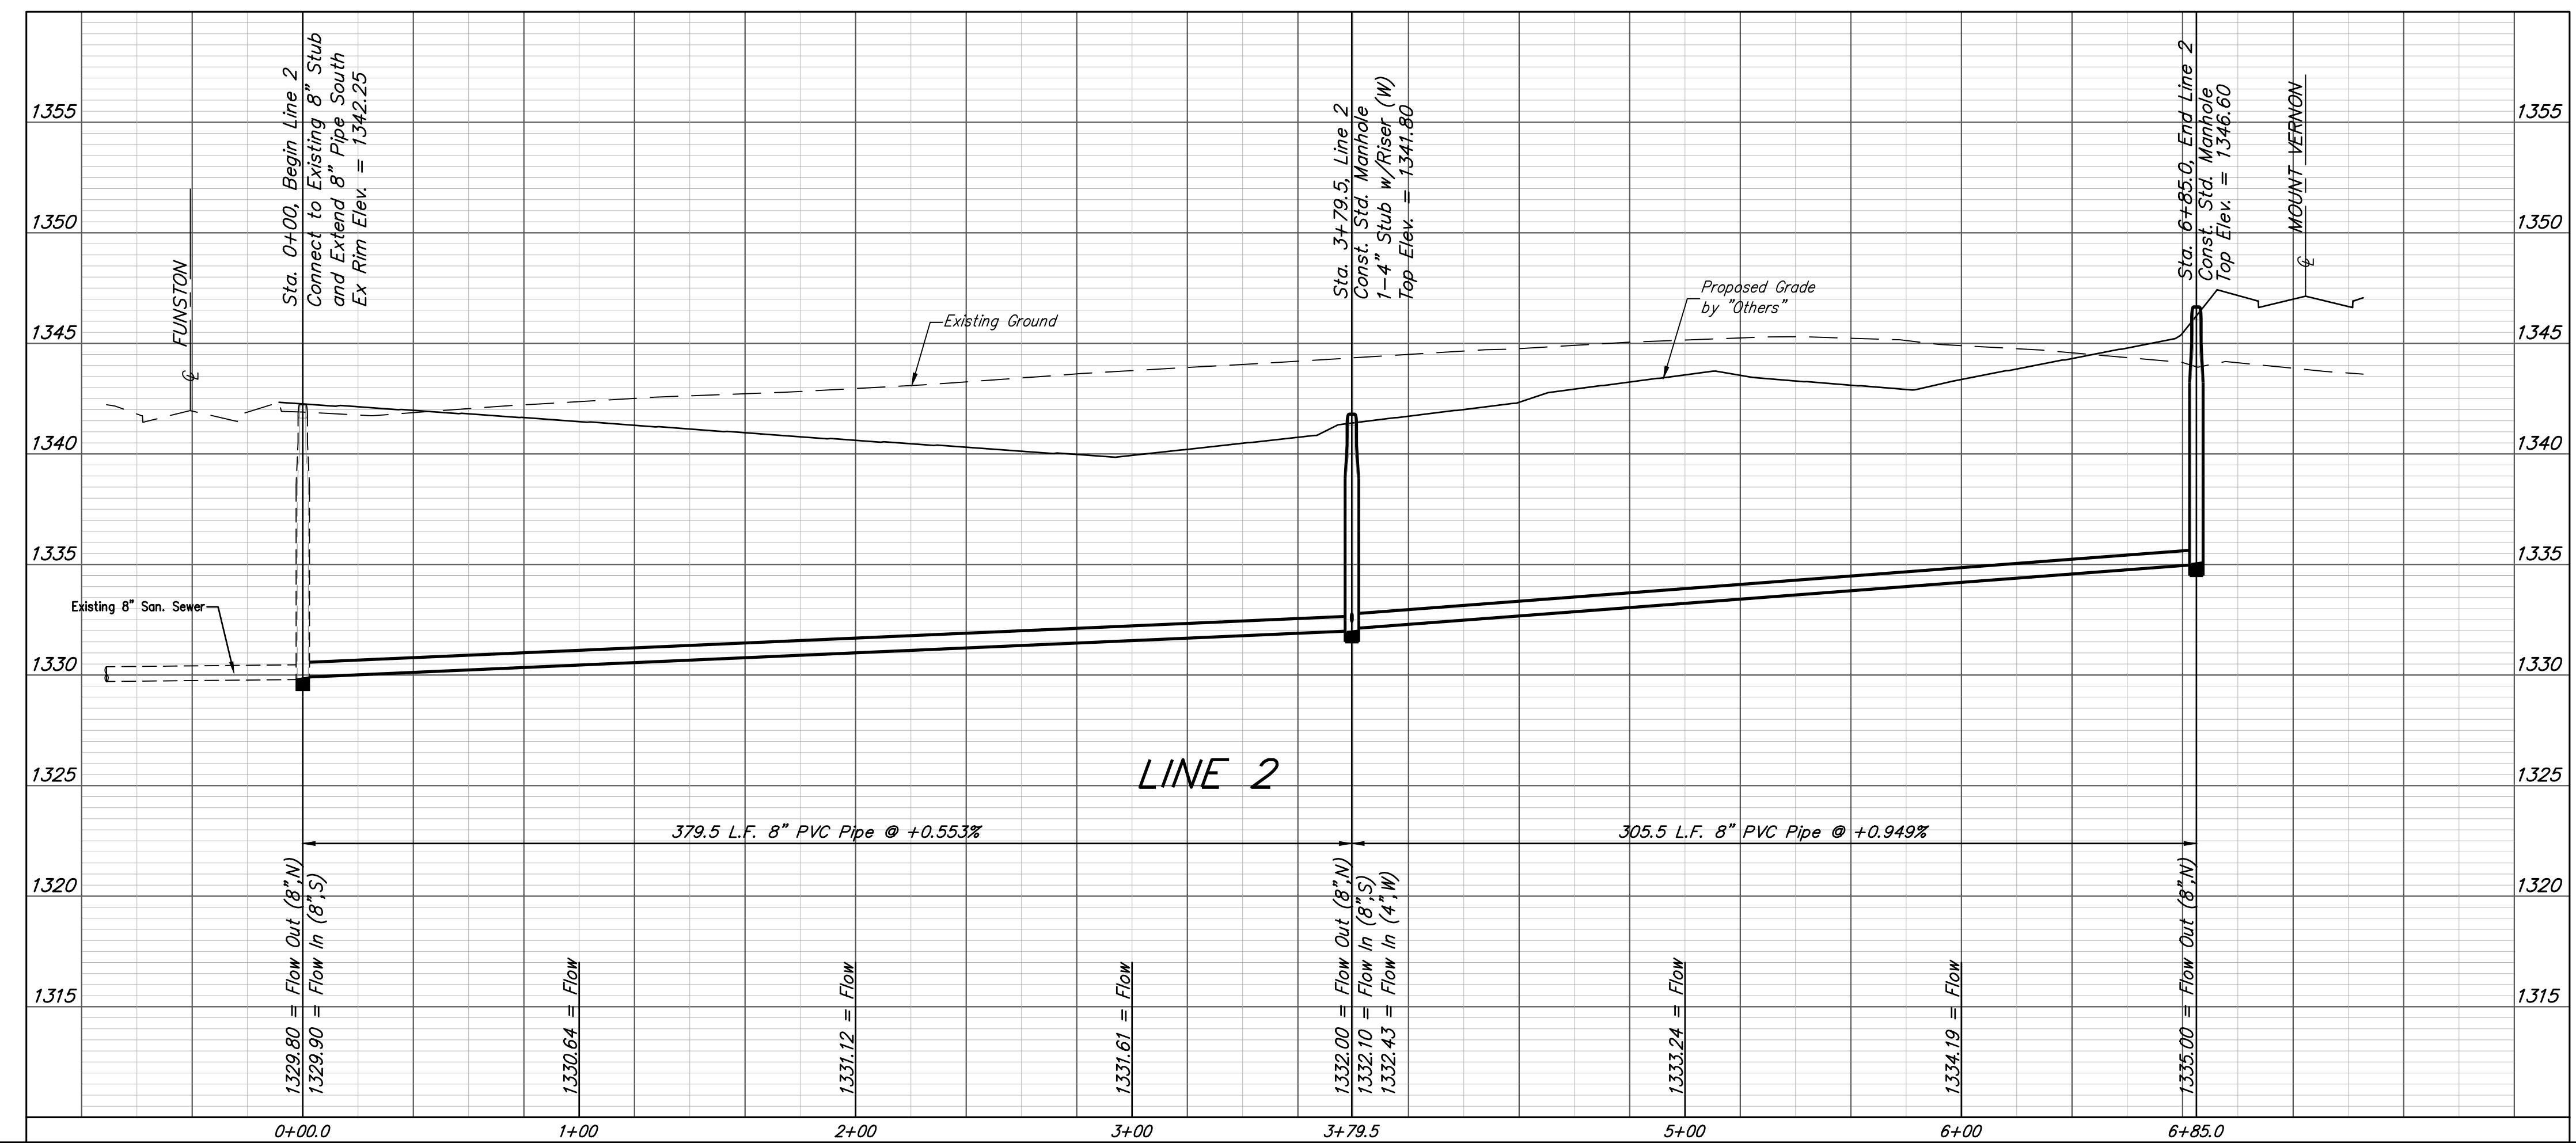 Sta. 0+00, Begin Line 2
Connect to Existing 8" Stub
and Extend 8" Pipe South
Ex Rim Elev. = 1342.25
Sta. 3+79.5, Line 2
Const. Std. Manhole
1-4" Stub w/Riser (W)
Top Elev. = 1341.80
Sta. 6+85.0, End Line 2
Const. Std. Manhole
Top Elev. = 1346.60
MOUNT VERNON
℄
FUNSTON
℄
1355
1355
1350
1350
1345
1345
1340
1340
1335
1335
1330
1330
1325
1325
1320
1320
1315
1315
Existing Ground
Proposed Grade
by "Others"
Existing 8" San. Sewer
LINE 2
379.5 L.F. 8" PVC Pipe @ +0.553%
305.5 L.F. 8" PVC Pipe @ +0.949%
1329.80 = Flow Out (8",N)
1329.90 = Flow In (8",S)
1330.64 = Flow
1331.12 = Flow
1331.61 = Flow
1332.00 = Flow Out (8",N)
1332.10 = Flow In (8",S)
1332.43 = Flow In (4",W)
1333.24 = Flow
1334.19 = Flow
1335.00 = Flow Out (8",N)
0+00.0
1+00
2+00
3+00
3+79.5
5+00
6+00
6+85.0